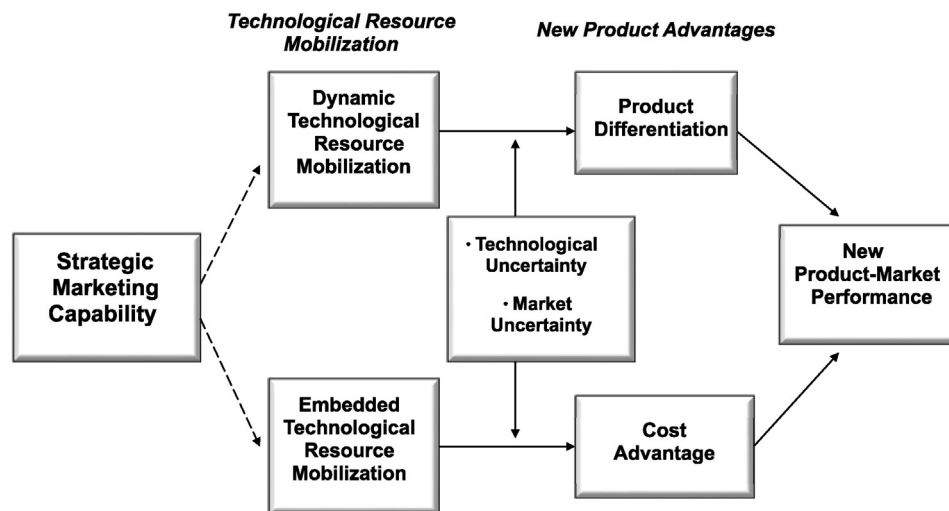 Technological Resource
Mobilization
New Product Advantages
Dynamic
Technological
Resource
Mobilization
Product
Differentiation
Strategic
Marketing
Capability
· Technological
Uncertainty
· Market
Uncertainty
New
Product-Market
Performance
Embedded
Technological
Resource
Mobilization
Cost
Advantage